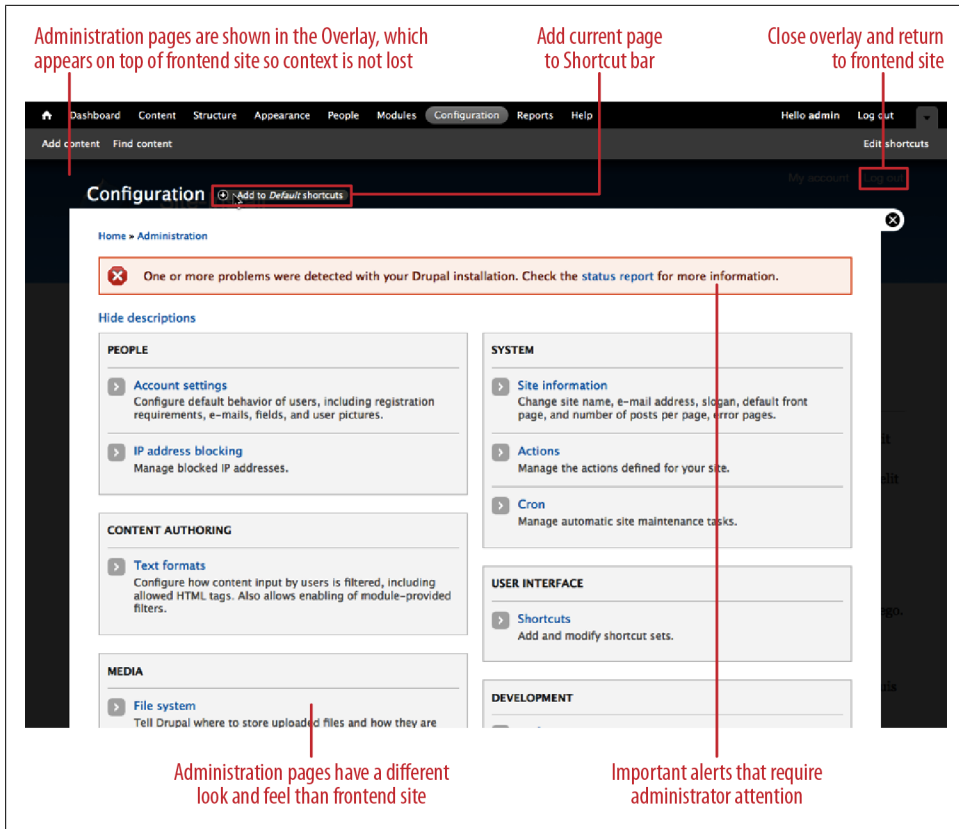 Administration pages are shown in the Overlay, which
appears on top of frontend site so context is not lost
Add current page
to Shortcut bar
Close overlay and return
to frontend site
Dashboard Content Structure Appearance People Modules Configuration Reports Help
Hello admin Log out
Add content Find content
Edit shortcuts
My account Log out
Configuration Add to Default shortcuts
Home » Administration
One or more problems were detected with your Drupal installation. Check the status report for more information.
Hide descriptions
PEOPLE
Account settings
Configure default behavior of users, including registration
requirements, e-mails, fields, and user pictures.
IP address blocking
Manage blocked IP addresses.
CONTENT AUTHORING
Text formats
Configure how content input by users is filtered, including
allowed HTML tags. Also allows enabling of module-provided
filters.
MEDIA
File system
Tell Drupal where to store uploaded files and how they are
SYSTEM
Site information
Change site name, e-mail address, slogan, default front
page, and number of posts per page, error pages.
Actions
Manage the actions defined for your site.
Cron
Manage automatic site maintenance tasks.
USER INTERFACE
Shortcuts
Add and modify shortcut sets.
DEVELOPMENT
it
elit
ego.
uis
Administration pages have a different
look and feel than frontend site
Important alerts that require
administrator attention